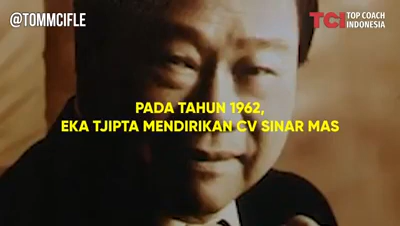 @TOMMCIFLE
TCI TOP COACH
INDONESIA
PADA TAHUN 1962,
EKA TJIPTA MENDIRIKAN CV SINAR MAS